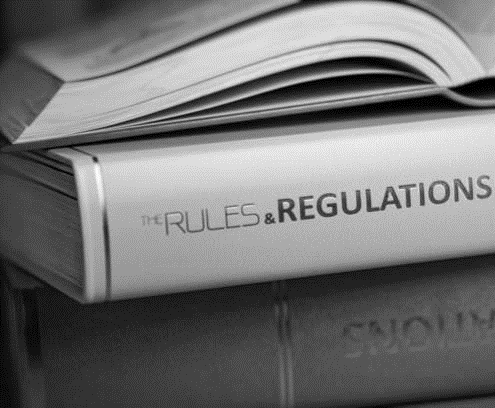 THE RULES & REGULATIONS